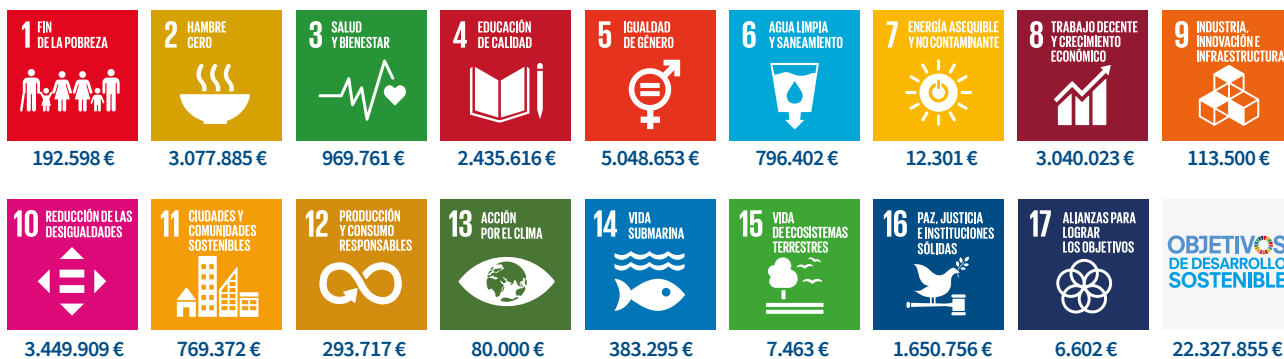 1 FIN
DE LA POBREZA
2 HAMBRE
CERO
3 SALUD
Y BIENESTAR
4 EDUCACIÓN
DE CALIDAD
5 IGUALDAD
DE GÉNERO
6 AGUA LIMPIA
Y SANEAMIENTO
7 ENERGÍA ASEQUIBLE
Y NO CONTAMINANTE
8 TRABAJO DECENTE
Y CRECIMIENTO
ECONÓMICO
9 INDUSTRIA,
INNOVACIÓN E
INFRAESTRUCTURA
192.598 €
3.077.885 €
969.761 €
2.435.616 €
5.048.653 €
796.402 €
12.301 €
3.040.023 €
113.500 €
10 REDUCCIÓN DE LAS
DESIGUALDADES
11 CIUDADES Y
COMUNIDADES
SOSTENIBLES
12 PRODUCCIÓN
Y CONSUMO
RESPONSABLES
13 ACCIÓN
POR EL CLIMA
14 VIDA
SUBMARINA
15 VIDA
DE ECOSISTEMAS
TERRESTRES
16 PAZ, JUSTICIA
E INSTITUCIONES
SÓLIDAS
17 ALIANZAS PARA
LOGRAR
LOS OBJETIVOS
OBJETIVOS
DE DESARROLLO
SOSTENIBLE
3.449.909 €
769.372 €
293.717 €
80.000 €
383.295 €
7.463 €
1.650.756 €
6.602 €
22.327.855 €